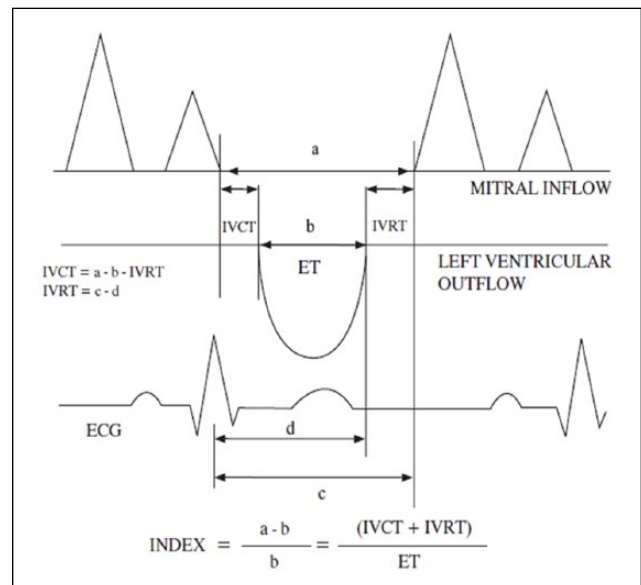 a
MITRAL INFLOW
IVCT
b
IVRT
ET
LEFT VENTRICULAR
OUTFLOW
IVCT = a - b - IVRT
IVRT = c - d
ECG
d
c
INDEX = a - b / b = (IVCT + IVRT) / ET